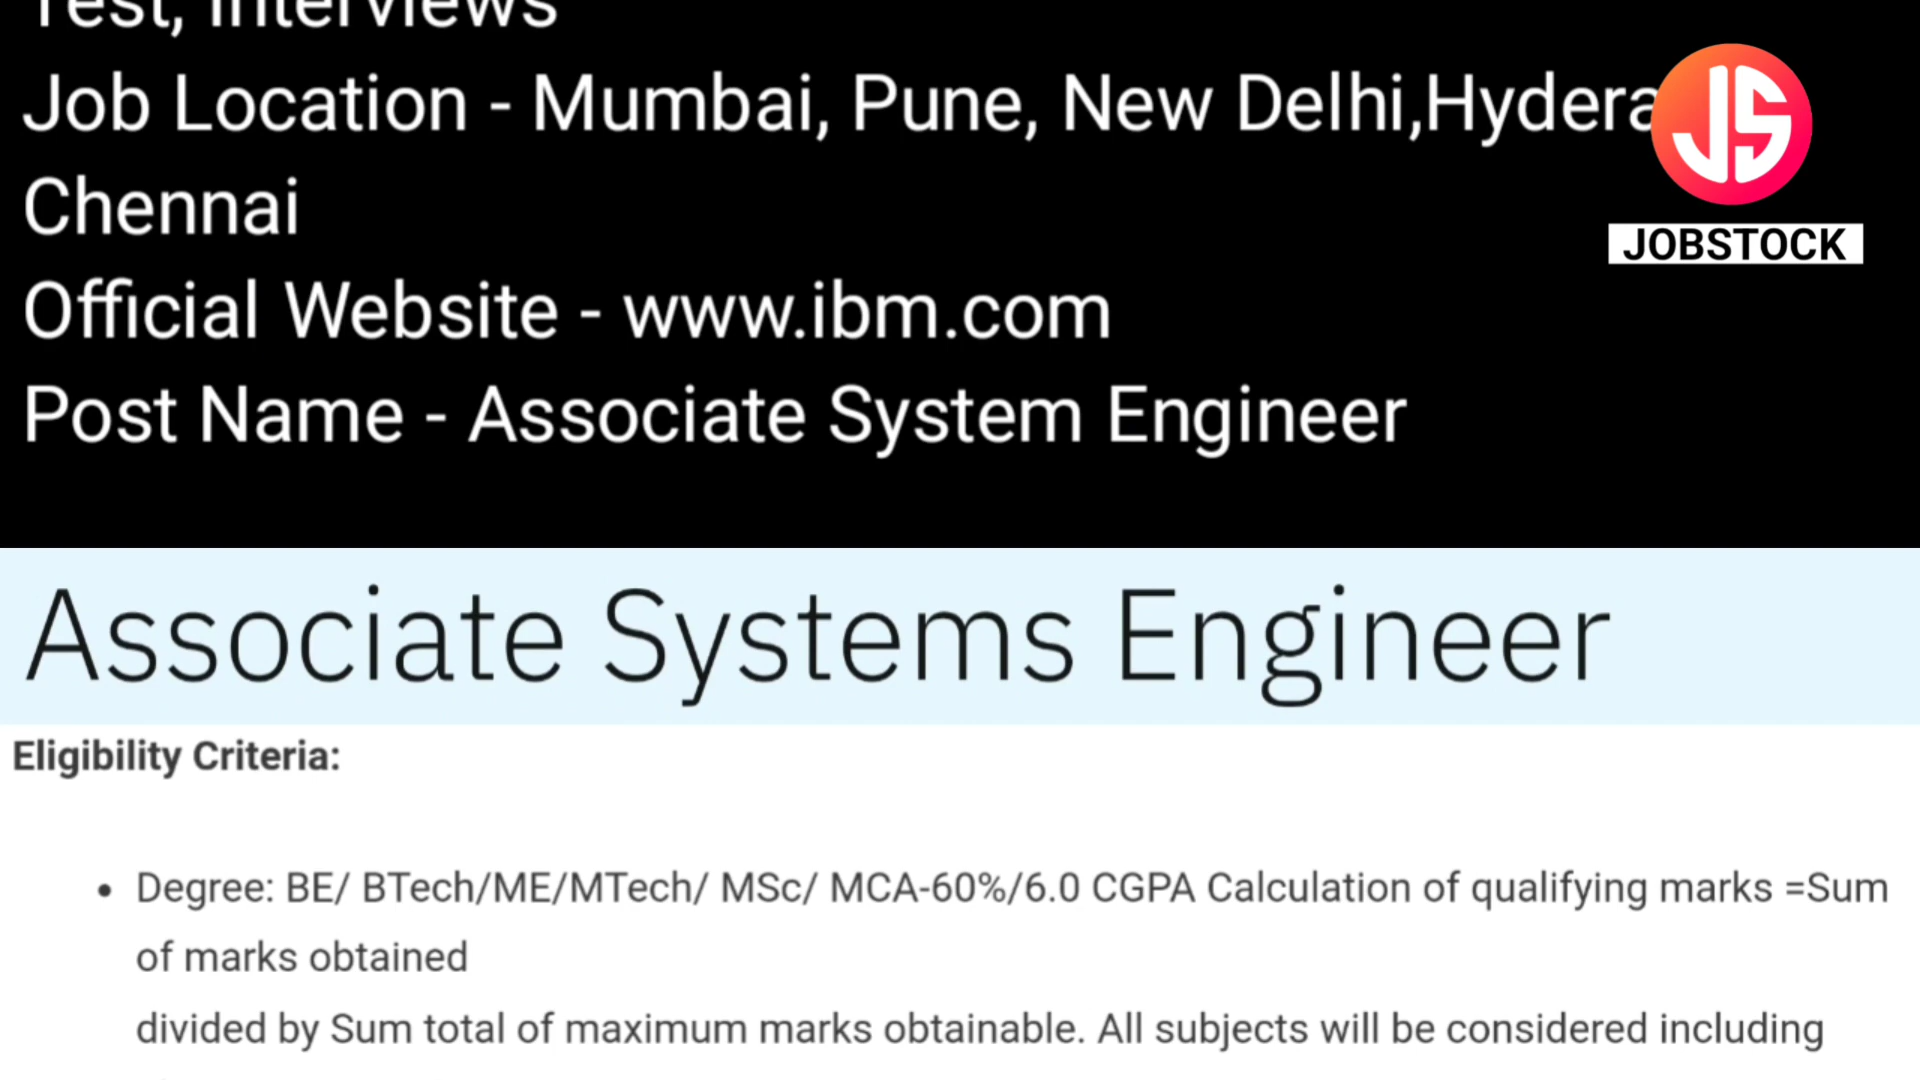 Test, Interviews
Job Location - Mumbai, Pune, New Delhi,Hydera
Chennai
Official Website - www.ibm.com
Post Name - Associate System Engineer
JS
JOBSTOCK
Associate Systems Engineer
Eligibility Criteria:
• Degree: BE/ BTech/ME/MTech/ MSc/ MCA-60%/6.0 CGPA Calculation of qualifying marks =Sum
of marks obtained
divided by Sum total of maximum marks obtainable. All subjects will be considered including